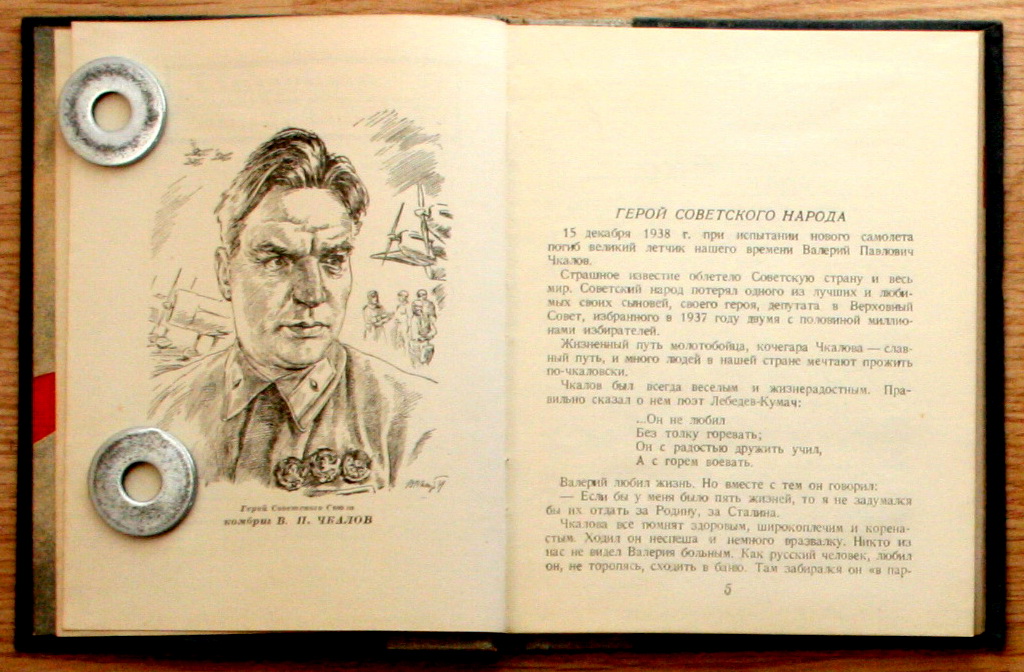 Герой Советского Союза
комбриг В. П. ЧКАЛОВ
ГЕРОЙ СОВЕТСКОГО НАРОДА
15 декабря 1938 г. при испытании нового самолета
погиб великий летчик нашего времени Валерий Павлович
Чкалов.
Страшное известие облетело Советскую страну и весь
мир. Советский народ потерял одного из лучших и люби-
мых своих сыновей, своего героя, депутата в Верховный
Совет, избранного в 1937 году двумя с половиной миллио-
нами избирателей.
Жизненный путь молотобойца, кочегара Чкалова — слав-
ный путь, и много людей в нашей стране мечтают прожить
по-чкаловски.
Чкалов был всегда веселым и жизнерадостным. Пра-
вильно сказал о нем поэт Лебедев-Кумач:
...Он не любил
Без толку горевать;
Он с радостью дружить учил,
А с горем воевать.
Валерий любил жизнь. Но вместе с тем он говорил:
— Если бы у меня было пять жизней, то я не задумался
бы их отдать за Родину, за Сталина.
Чкалова все помнят здоровым, широкоплечим и корена-
стым. Ходил он неспеша и немного вразвалку. Никто из
нас не видел Валерия больным. Как русский человек, любил
он, не торопясь, сходить в баню. Там забирался он «в пар-
5